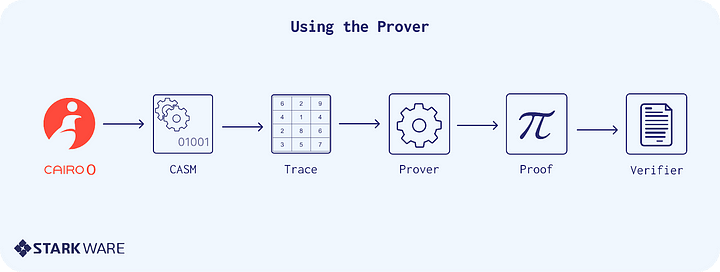 Using the Prover
01001
6 2 9
4 1 4
2 8 6
3 5 7
π
CAIRO 0
CASM
Trace
Prover
Proof
Verifier
STARKWARE